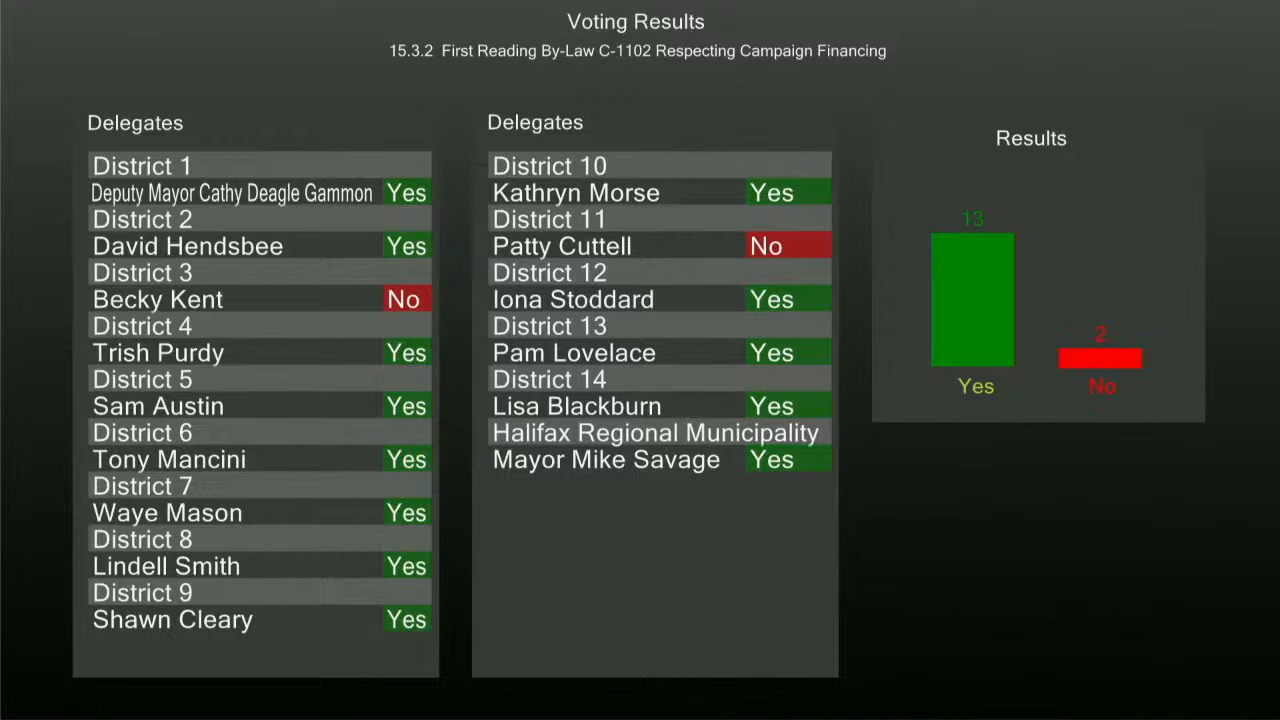 Voting Results
15.3.2 First Reading By-Law C-1102 Respecting Campaign Financing
Delegates
District 1
Deputy Mayor Cathy Deagle Gammon Yes
District 2
David Hendsbee Yes
District 3
Becky Kent No
District 4
Trish Purdy Yes
District 5
Sam Austin Yes
District 6
Tony Mancini Yes
District 7
Waye Mason Yes
District 8
Lindell Smith Yes
District 9
Shawn Cleary Yes
Delegates
District 10
Kathryn Morse Yes
District 11
Patty Cuttell No
District 12
Iona Stoddard Yes
District 13
Pam Lovelace Yes
District 14
Lisa Blackburn Yes
Halifax Regional Municipality
Mayor Mike Savage Yes
Results
13
2
Yes No